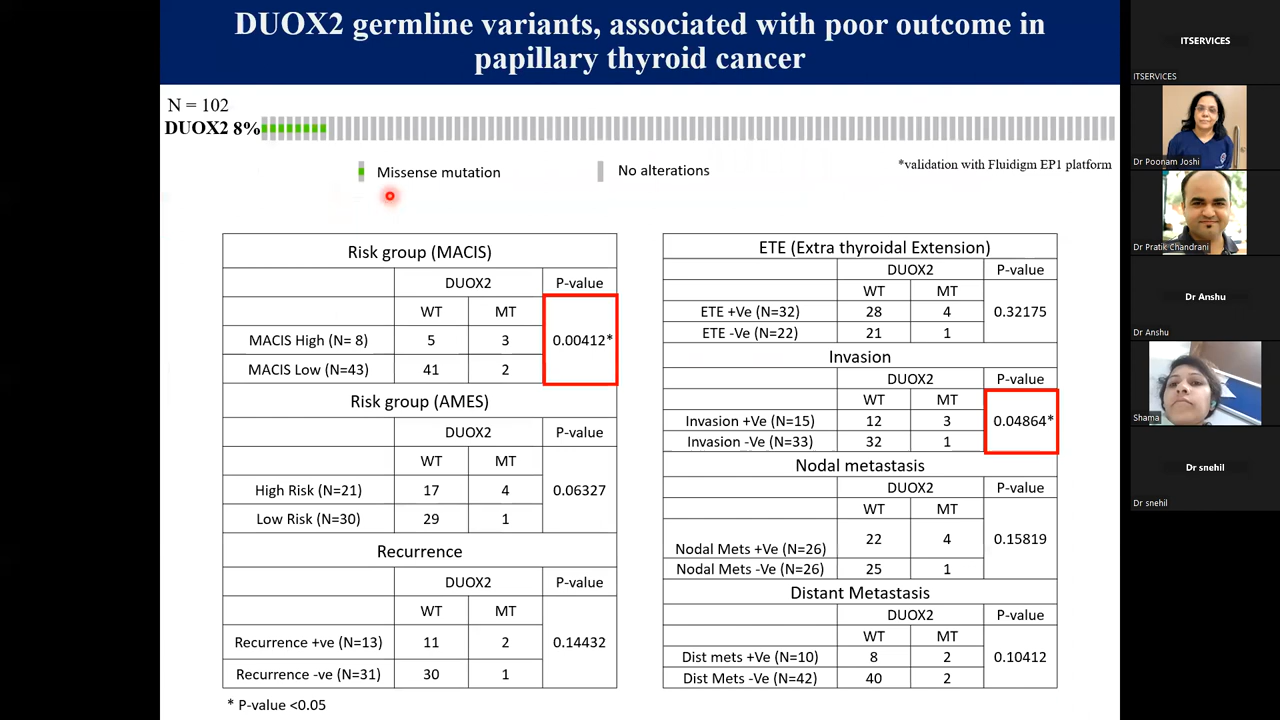 DUOX2 germline variants, associated with poor outcome in
papillary thyroid cancer
N = 102
DUOX2 8%
Missense mutation
No alterations
*validation with Fluidigm EP1 platform
Risk group (MACIS)
DUOX2 P-value
WT MT
MACIS High (N= 8) 5 3 0.00412*
MACIS Low (N=43) 41 2
Risk group (AMES)
DUOX2 P-value
WT MT
High Risk (N=21) 17 4 0.06327
Low Risk (N=30) 29 1
Recurrence
DUOX2 P-value
WT MT
Recurrence +ve (N=13) 11 2 0.14432
Recurrence -ve (N=31) 30 1
* P-value <0.05
ETE (Extra thyroidal Extension)
DUOX2 P-value
WT MT
ETE +Ve (N=32) 28 4 0.32175
ETE -Ve (N=22) 21 1
Invasion
DUOX2 P-value
WT MT
Invasion +Ve (N=15) 12 3 0.04864*
Invasion -Ve (N=33) 32 1
Nodal metastasis
DUOX2 P-value
WT MT
Nodal Mets +Ve (N=26) 22 4 0.15819
Nodal Mets -Ve (N=26) 25 1
Distant Metastasis
DUOX2 P-value
WT MT
Dist mets +Ve (N=10) 8 2 0.10412
Dist Mets -Ve (N=42) 40 2
ITSERVICES
ITSERVICES
Dr Poonam Joshi
Dr Pratik Chandrani
Dr Anshu
Dr Anshu
Shama
Dr snehil
Dr snehil